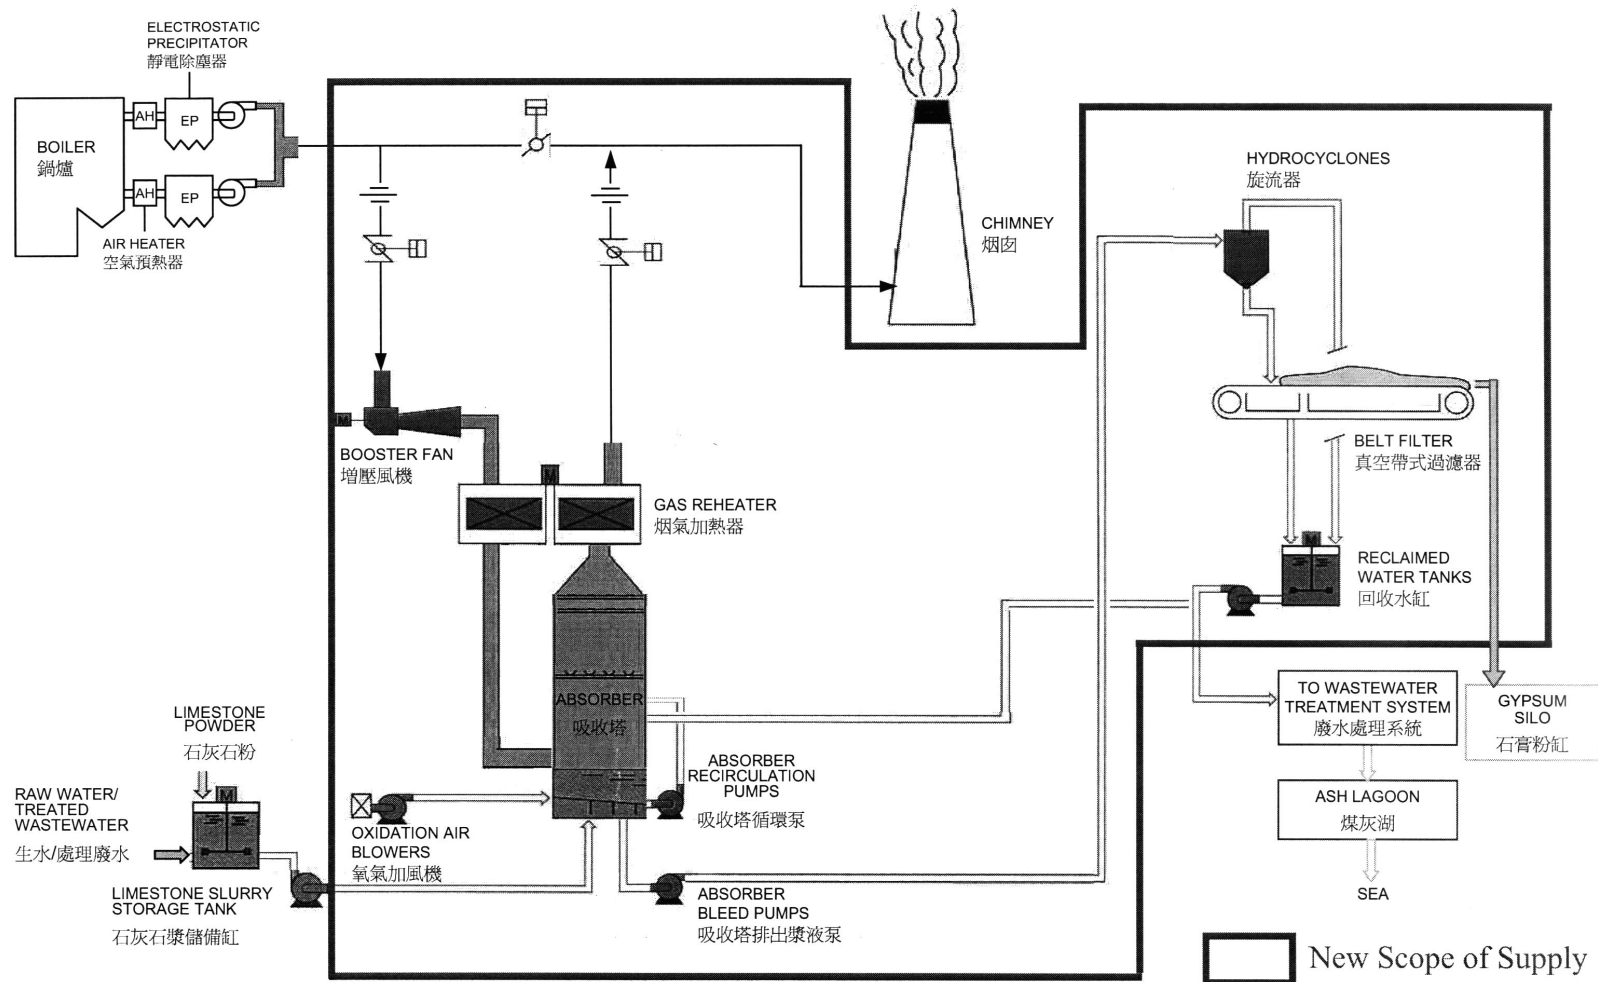 ELECTROSTATIC
PRECIPITATOR
靜電除塵器
BOILER
鍋爐
AH
EP
AH
EP
AIR HEATER
空氣預熱器
CHIMNEY
烟囱
HYDROCYCLONES
旋流器
M
BOOSTER FAN
增壓風機
M
GAS REHEATER
烟氣加熱器
BELT FILTER
真空帶式過濾器
M
RECLAIMED
WATER TANKS
回收水缸
ABSORBER
吸收塔
TO WASTEWATER
TREATMENT SYSTEM
廢水處理系統
GYPSUM
SILO
石膏粉缸
LIMESTONE
POWDER
石灰石粉
M
RAW WATER/
TREATED
WASTEWATER
生水/處理廢水
LIMESTONE SLURRY
STORAGE TANK
石灰石漿儲備缸
OXIDATION AIR
BLOWERS
氧氣加風機
ABSORBER
RECIRCULATION
PUMPS
吸收塔循環泵
ABSORBER
BLEED PUMPS
吸收塔排出漿液泵
ASH LAGOON
煤灰湖
SEA
New Scope of Supply